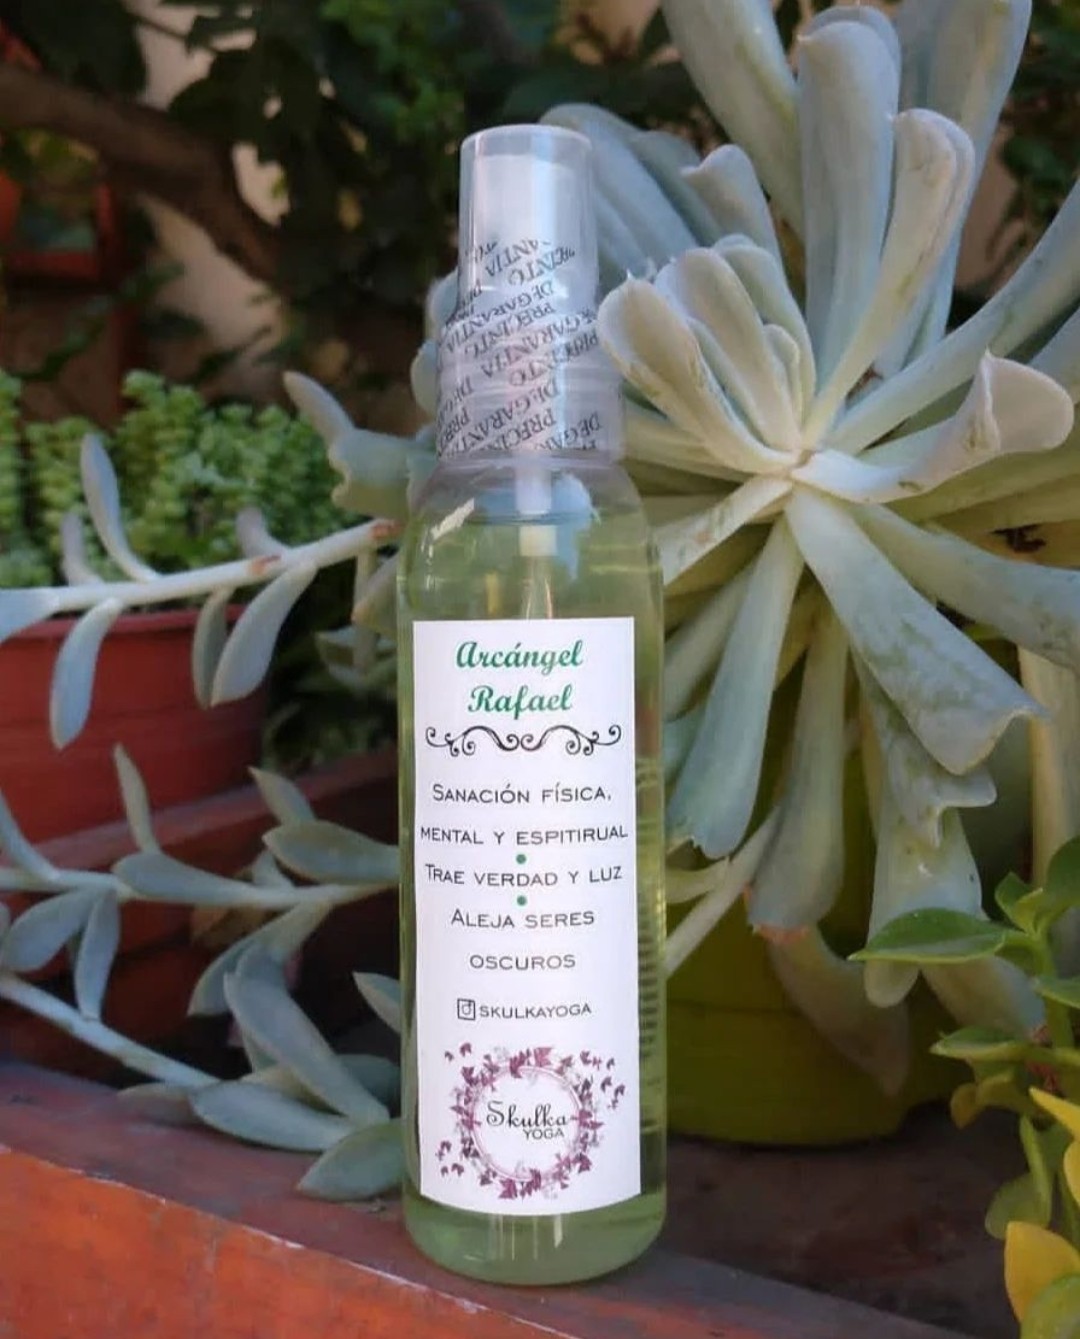 Arcángel
Rafael
SANACIÓN FÍSICA,
MENTAL Y ESPITIRUAL
TRAE VERDAD Y LUZ
ALEJA SERES
OSCUROS
SKULKAYOGA
Skulka
YOGA